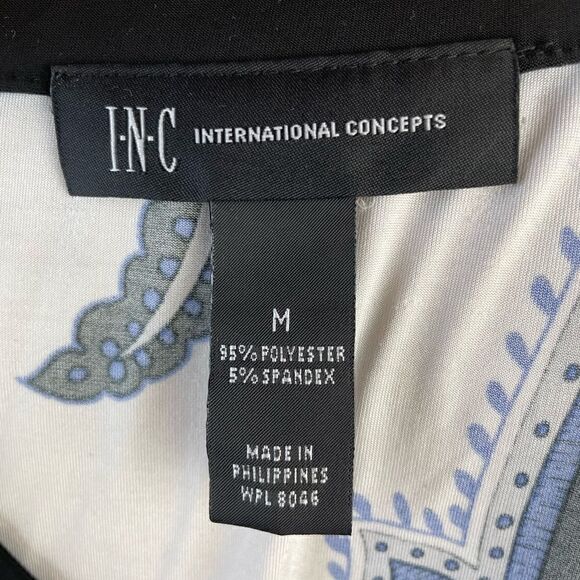 I·N·C INTERNATIONAL CONCEPTS
M
95% POLYESTER
5% SPANDEX
MADE IN
PHILIPPINES
WPL 8046